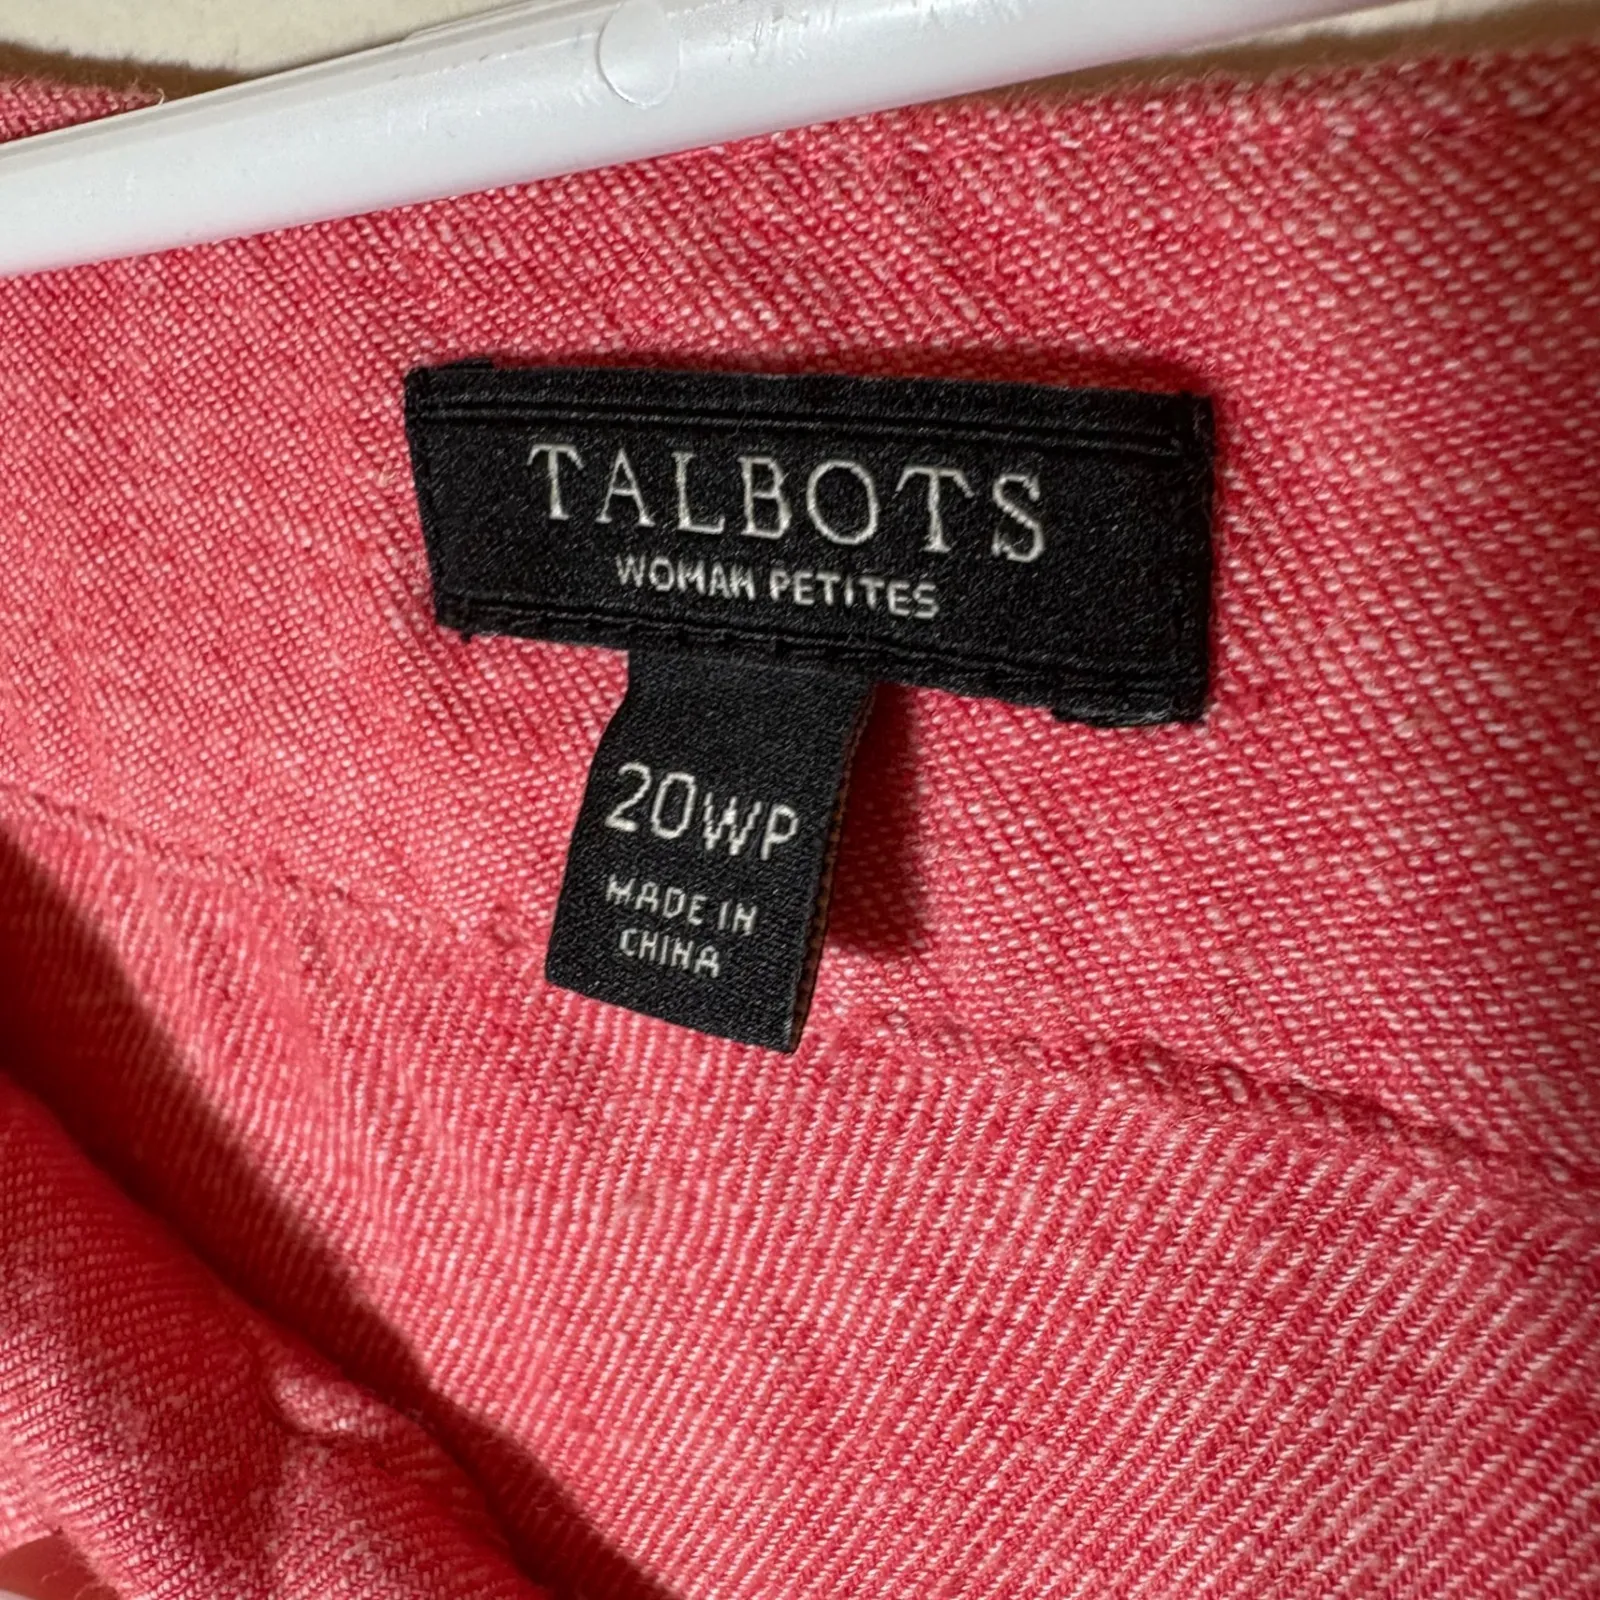 TALBOTS
WOMAN PETITES
20WP
MADE IN
CHINA